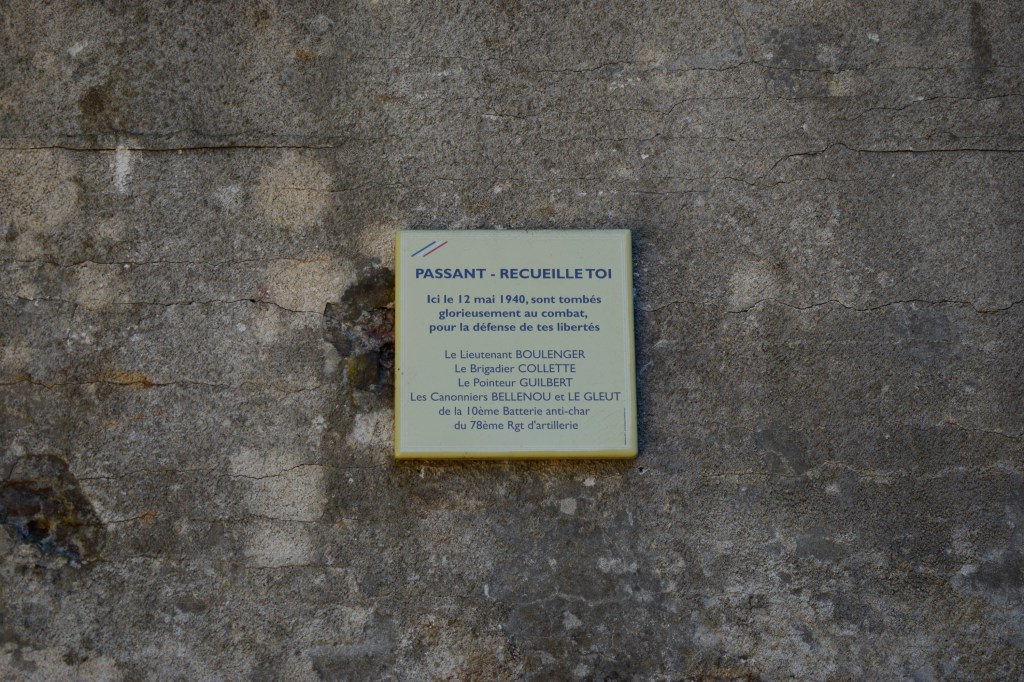 PASSANT - RECUEILLE TOI
Ici le 12 mai 1940, sont tombés
glorieusement au combat,
pour la défense de tes libertés
Le Lieutenant BOULENGER
Le Brigadier COLLETTE
Le Pointeur GUILBERT
Les Canonniers BELLENOU et LE GLEUT
de la 10ème Batterie anti-char
du 78ème Rgt d'artillerie